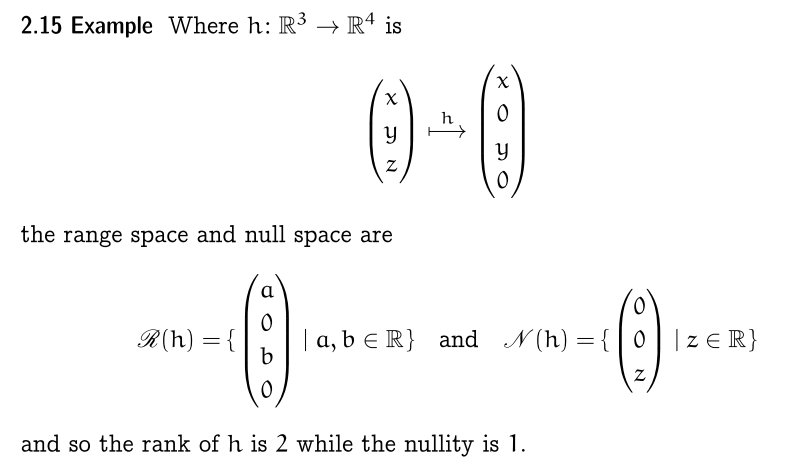 2.15 Example Where h: ℝ³ → ℝ⁴ is
(x y z) ⟼ʰ (x 0 y 0)
the range space and null space are
ℛ(h) = { (a 0 b 0) | a, b ∈ ℝ } and 𝒩(h) = { (0 0 z) | z ∈ ℝ }
and so the rank of h is 2 while the nullity is 1.